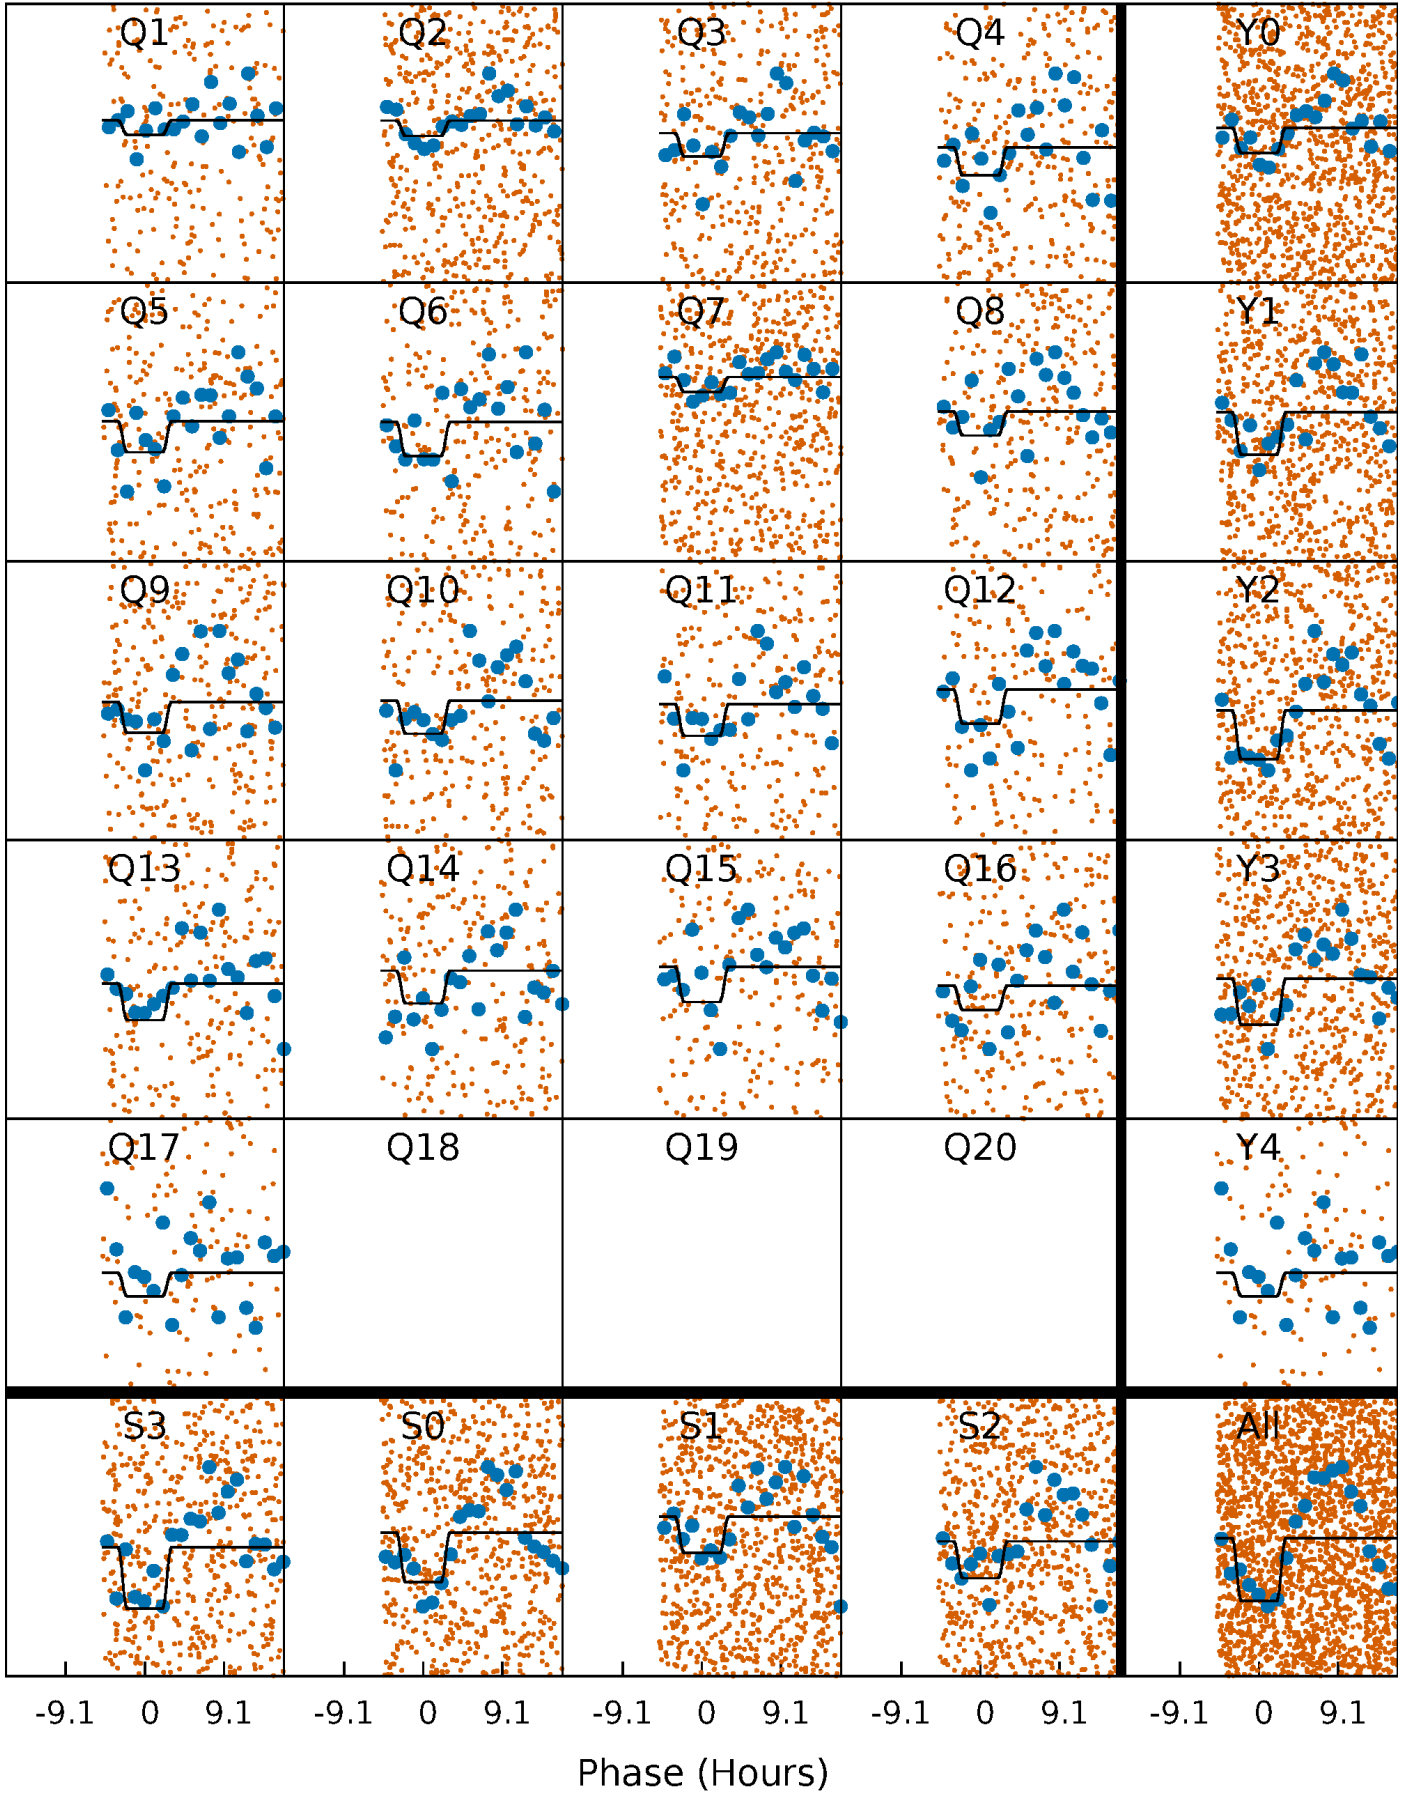 Q1 Q2 Q3 Q4 Y0
Q5 Q6 Q7 Q8 Y1
Q9 Q10 Q11 Q12 Y2
Q13 Q14 Q15 Q16 Y3
Q17 Q18 Q19 Q20 Y4
S3 S0 S1 S2 All
-9.1 0 9.1 -9.1 0 9.1 -9.1 0 9.1 -9.1 0 9.1 -9.1 0 9.1
Phase (Hours)